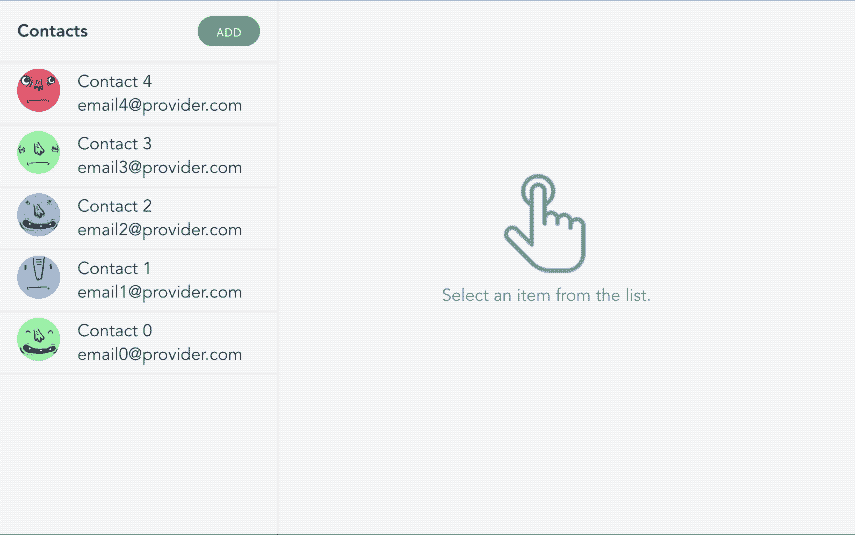 Contacts
ADD
Contact 4
email4@provider.com
Contact 3
email3@provider.com
Contact 2
email2@provider.com
Contact 1
email1@provider.com
Contact 0
email0@provider.com
Select an item from the list.